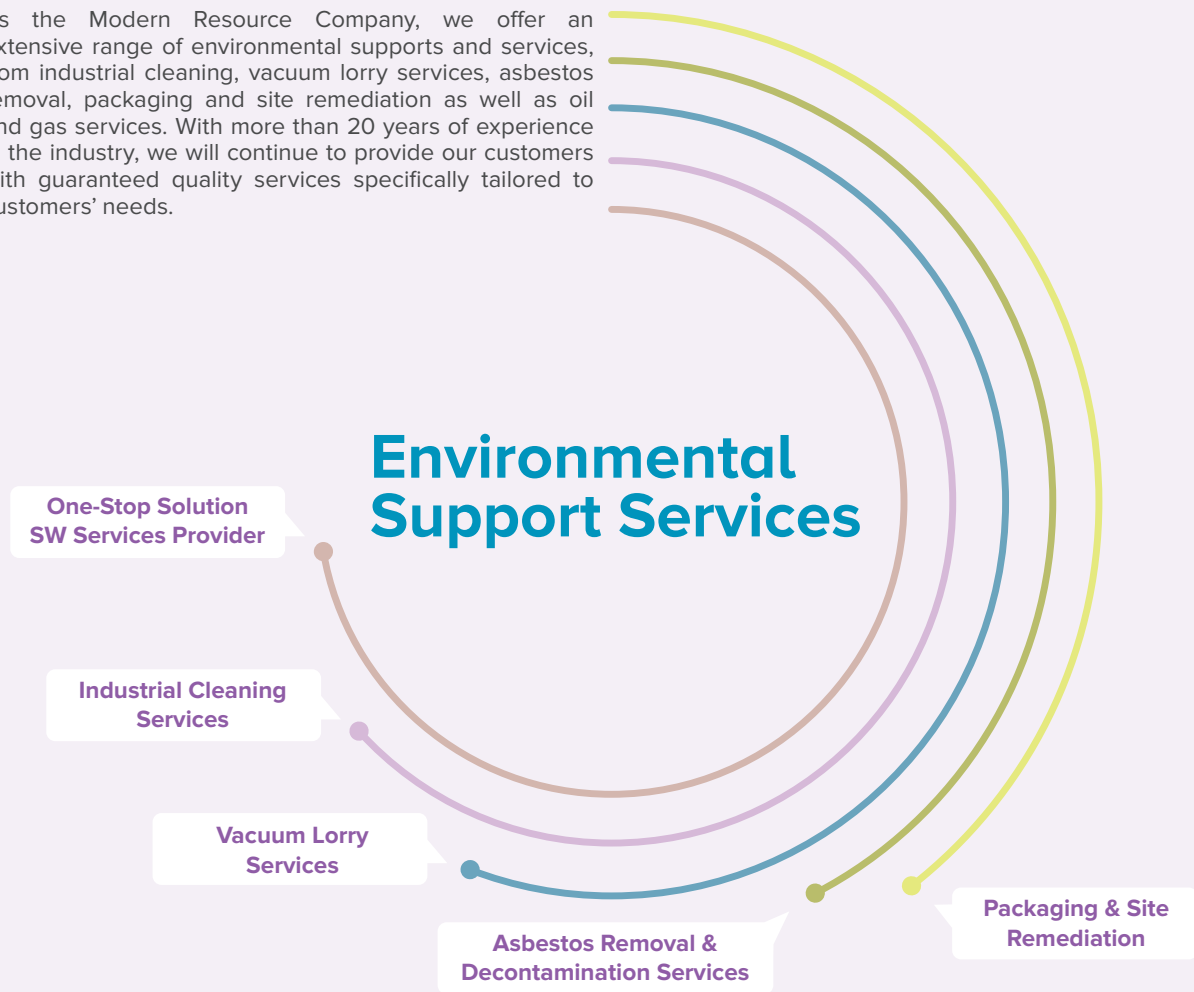 s the Modern Resource Company, we offer an
xtensive range of environmental supports and services,
om industrial cleaning, vacuum lorry services, asbestos
emoval, packaging and site remediation as well as oil
nd gas services. With more than 20 years of experience
the industry, we will continue to provide our customers
ith guaranteed quality services specifically tailored to
ustomers’ needs.
Environmental
Support Services
One-Stop Solution
SW Services Provider
Industrial Cleaning
Services
Vacuum Lorry
Services
Asbestos Removal &
Decontamination Services
Packaging & Site
Remediation